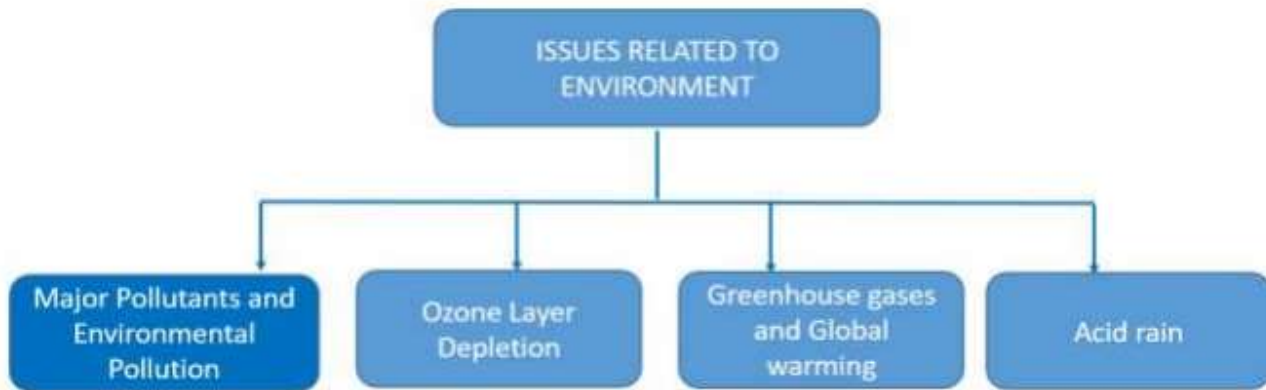 ISSUES RELATED TO
ENVIRONMENT
Major Pollutants and
Environmental
Pollution
Ozone Layer
Depletion
Greenhouse gases
and Global
warming
Acid rain